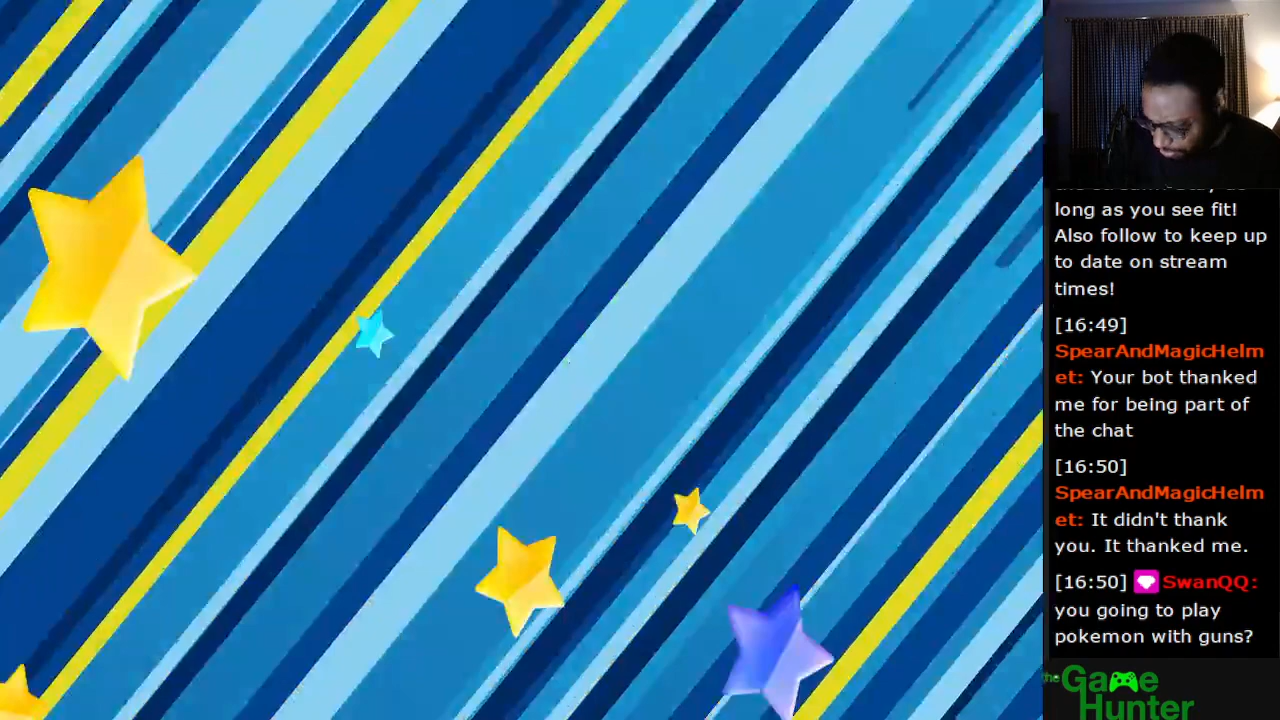 long as you see fit!
Also follow to keep up
to date on stream
times!
[16:49]
SpearAndMagicHelm
et: Your bot thanked
me for being part of
the chat
[16:50]
SpearAndMagicHelm
et: It didn't thank
you. It thanked me.
[16:50] SwanQQ:
you going to play
pokemon with guns?
the Game
Hunter